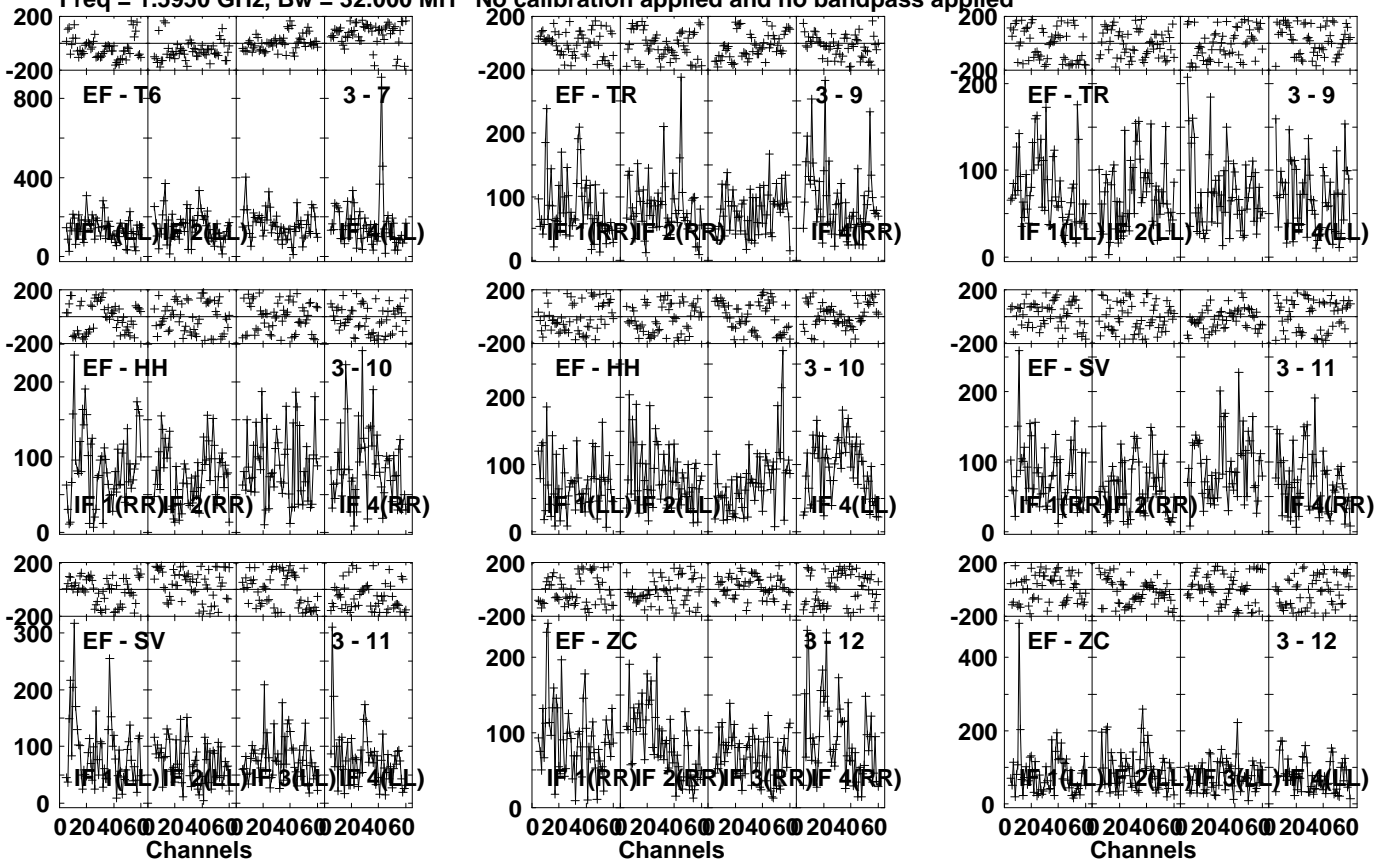 Freq = 1.5950 GHz, Bw = 32.000 MH No calibration applied and no bandpass applied
200
-200
800
400
0
EF - T6
3 - 7
IF 1(LL)
IF 2(LL)
IF 4(LL)
200
-200
200
100
0
EF - TR
3 - 9
IF 1(RR)
IF 2(RR)
IF 4(RR)
200
-200
200
100
0
EF - TR
3 - 9
IF 1(LL)
IF 2(LL)
IF 4(LL)
200
-200
200
100
0
EF - HH
3 - 10
IF 1(RR)
IF 2(RR)
IF 4(RR)
200
-200
200
100
0
EF - HH
3 - 10
IF 1(LL)
IF 2(LL)
IF 4(LL)
200
-200
200
100
0
EF - SV
3 - 11
IF 1(RR)
IF 2(RR)
IF 4(RR)
200
-200
300
200
100
0
EF - SV
3 - 11
IF 1(LL)
IF 2(LL)
IF 3(LL)
IF 4(LL)
0 20 40 60 0 20 40 60 0 20 40 60 0 20 40 60
Channels
200
-200
200
100
0
EF - ZC
3 - 12
IF 1(RR)
IF 2(RR)
IF 3(RR)
IF 4(RR)
0 20 40 60 0 20 40 60 0 20 40 60 0 20 40 60
Channels
200
-200
400
200
0
EF - ZC
3 - 12
IF 1(LL)
IF 2(LL)
IF 3(LL)
IF 4(LL)
0 20 40 60 0 20 40 60 0 20 40 60 0 20 40 60
Channels